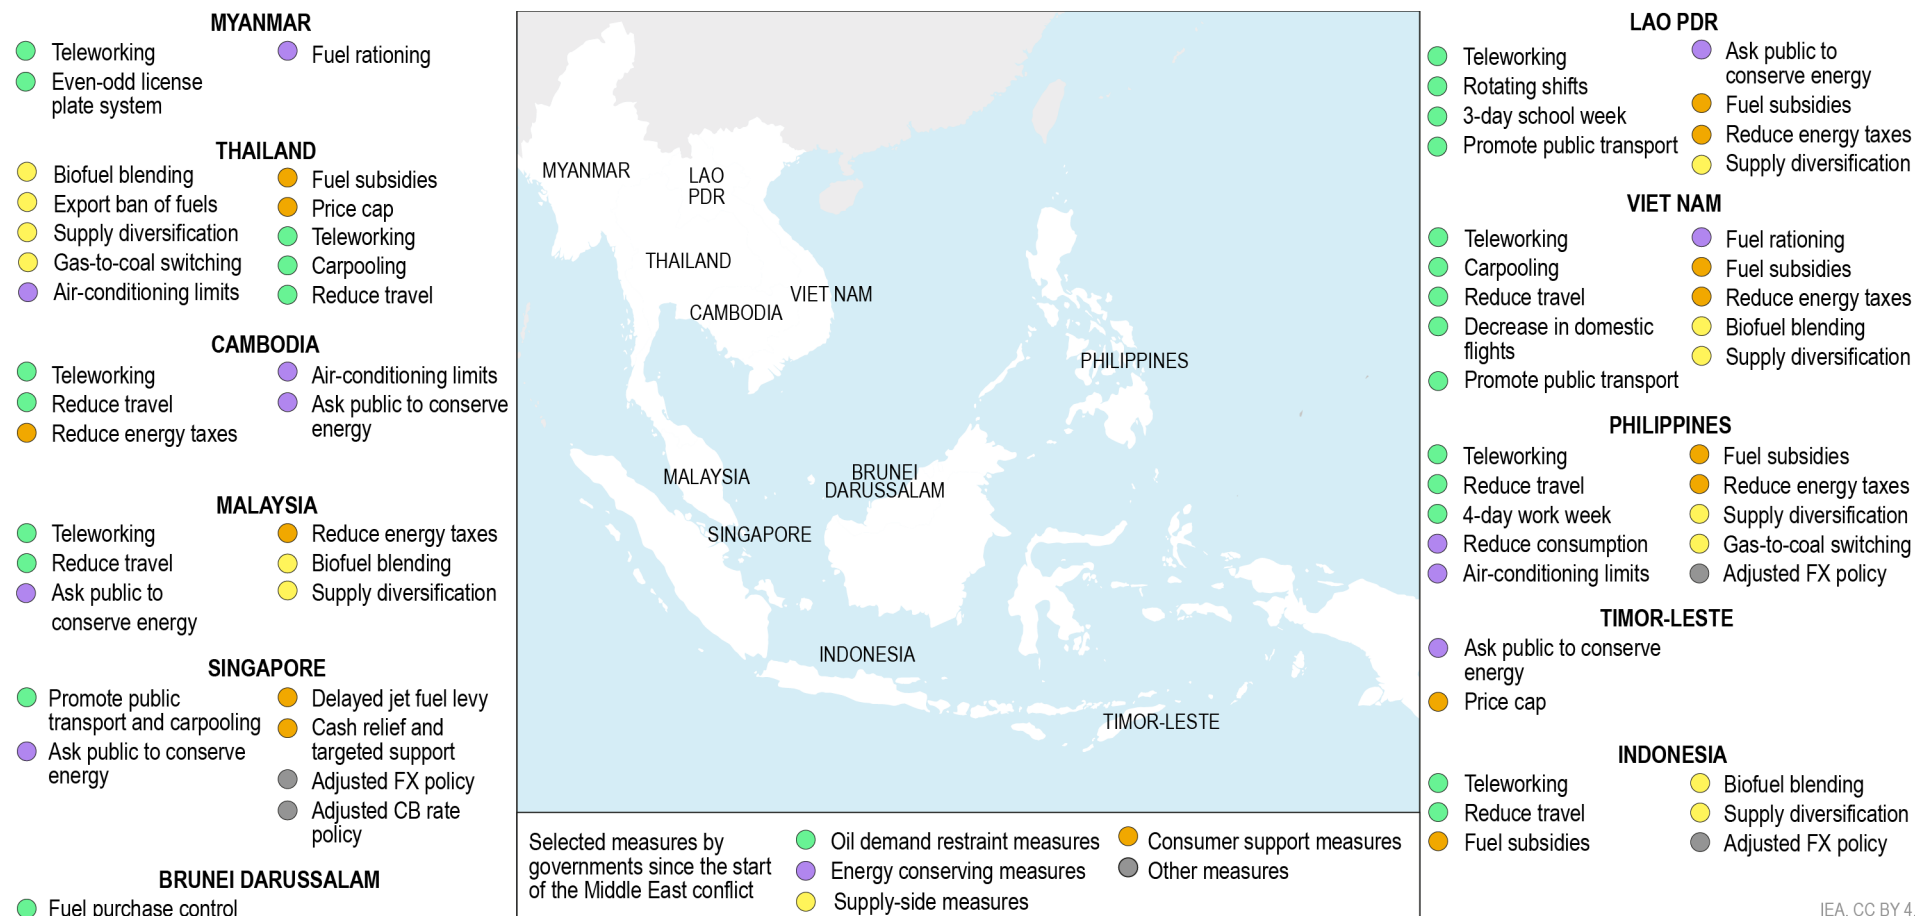 MYANMAR
Teleworking
Even-odd license
plate system
Fuel rationing
THAILAND
Biofuel blending
Export ban of fuels
Supply diversification
Gas-to-coal switching
Air-conditioning limits
Fuel subsidies
Price cap
Teleworking
Carpooling
Reduce travel
CAMBODIA
Teleworking
Reduce travel
Reduce energy taxes
Air-conditioning limits
Ask public to conserve
energy
MALAYSIA
Teleworking
Reduce travel
Ask public to
conserve energy
Reduce energy taxes
Biofuel blending
Supply diversification
SINGAPORE
Promote public
transport and carpooling
Ask public to conserve
energy
Delayed jet fuel levy
Cash relief and
targeted support
Adjusted FX policy
Adjusted CB rate
policy
BRUNEI DARUSSALAM
Fuel purchase control
MYANMAR
LAO
PDR
THAILAND
VIET NAM
CAMBODIA
PHILIPPINES
MALAYSIA
BRUNEI
DARUSSALAM
SINGAPORE
INDONESIA
TIMOR-LESTE
Selected measures by
governments since the start
of the Middle East conflict
Oil demand restraint measures
Energy conserving measures
Supply-side measures
Consumer support measures
Other measures
LAO PDR
Teleworking
Rotating shifts
3-day school week
Promote public transport
Ask public to
conserve energy
Fuel subsidies
Reduce energy taxes
Supply diversification
VIET NAM
Teleworking
Carpooling
Reduce travel
Decrease in domestic
flights
Promote public transport
Fuel rationing
Fuel subsidies
Reduce energy taxes
Biofuel blending
Supply diversification
PHILIPPINES
Teleworking
Reduce travel
4-day work week
Reduce consumption
Air-conditioning limits
Fuel subsidies
Reduce energy taxes
Supply diversification
Gas-to-coal switching
Adjusted FX policy
TIMOR-LESTE
Ask public to conserve
energy
Price cap
INDONESIA
Teleworking
Reduce travel
Fuel subsidies
Biofuel blending
Supply diversification
Adjusted FX policy
IEA. CC BY 4.